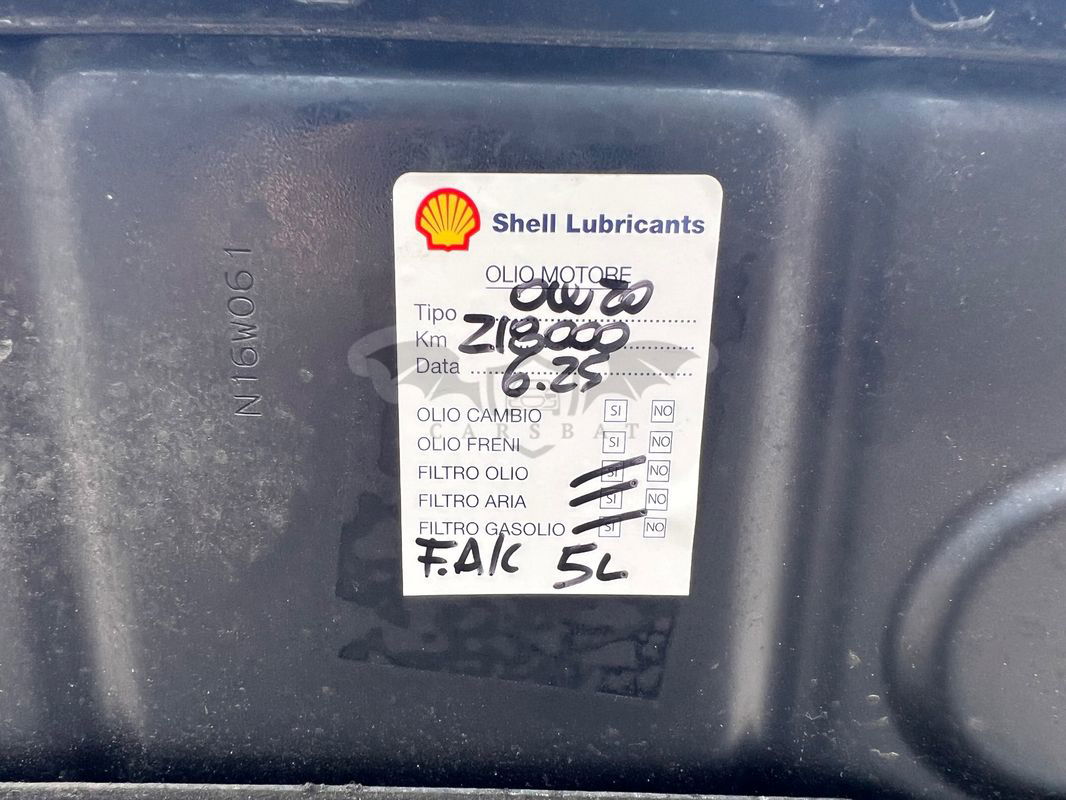 Shell Lubricants
OLIO MOTORE
Tipo 0W20
Km 218000
Data 6.25
OLIO CAMBIO SI NO
OLIO FRENI SI NO
FILTRO OLIO SI NO
FILTRO ARIA SI NO
FILTRO GASOLIO SI NO
F.A/C 5L
N16W061
CARSBAT